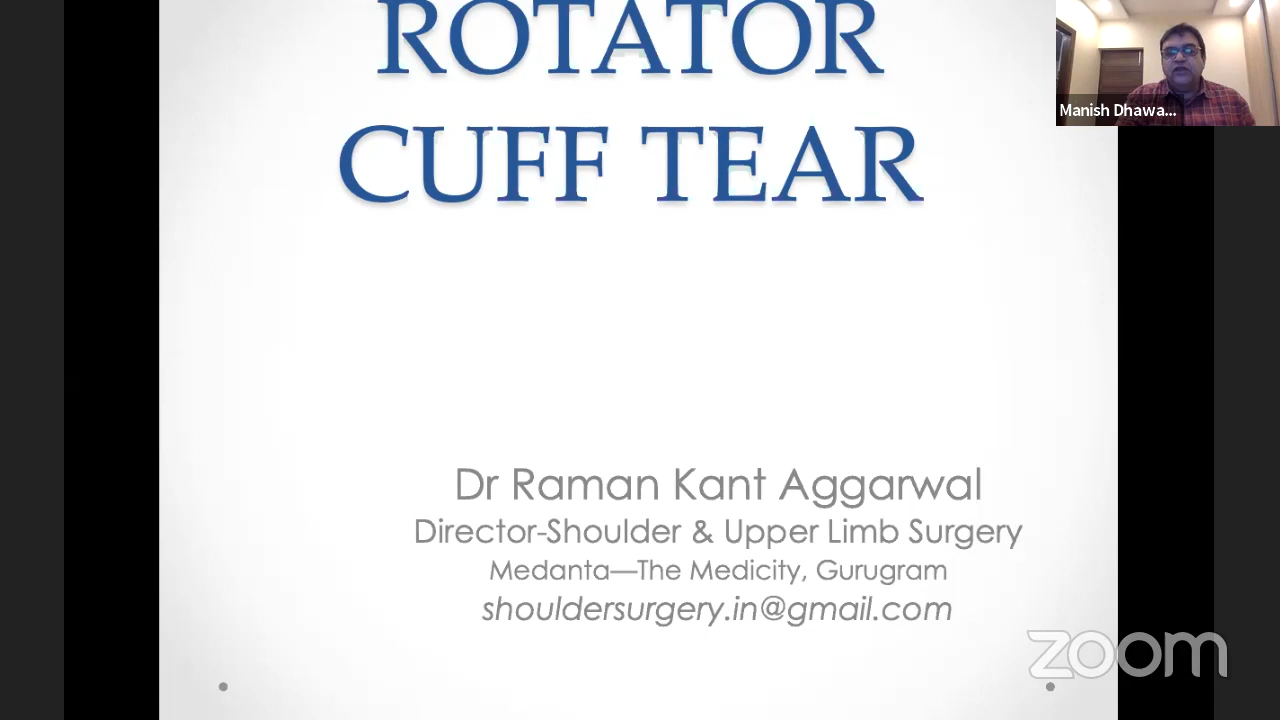 ROTATOR
CUFF TEAR
Manish Dhawa...
Dr Raman Kant Aggarwal
Director-Shoulder & Upper Limb Surgery
Medanta—The Medicity, Gurugram
shouldersurgery.in@gmail.com
zoom